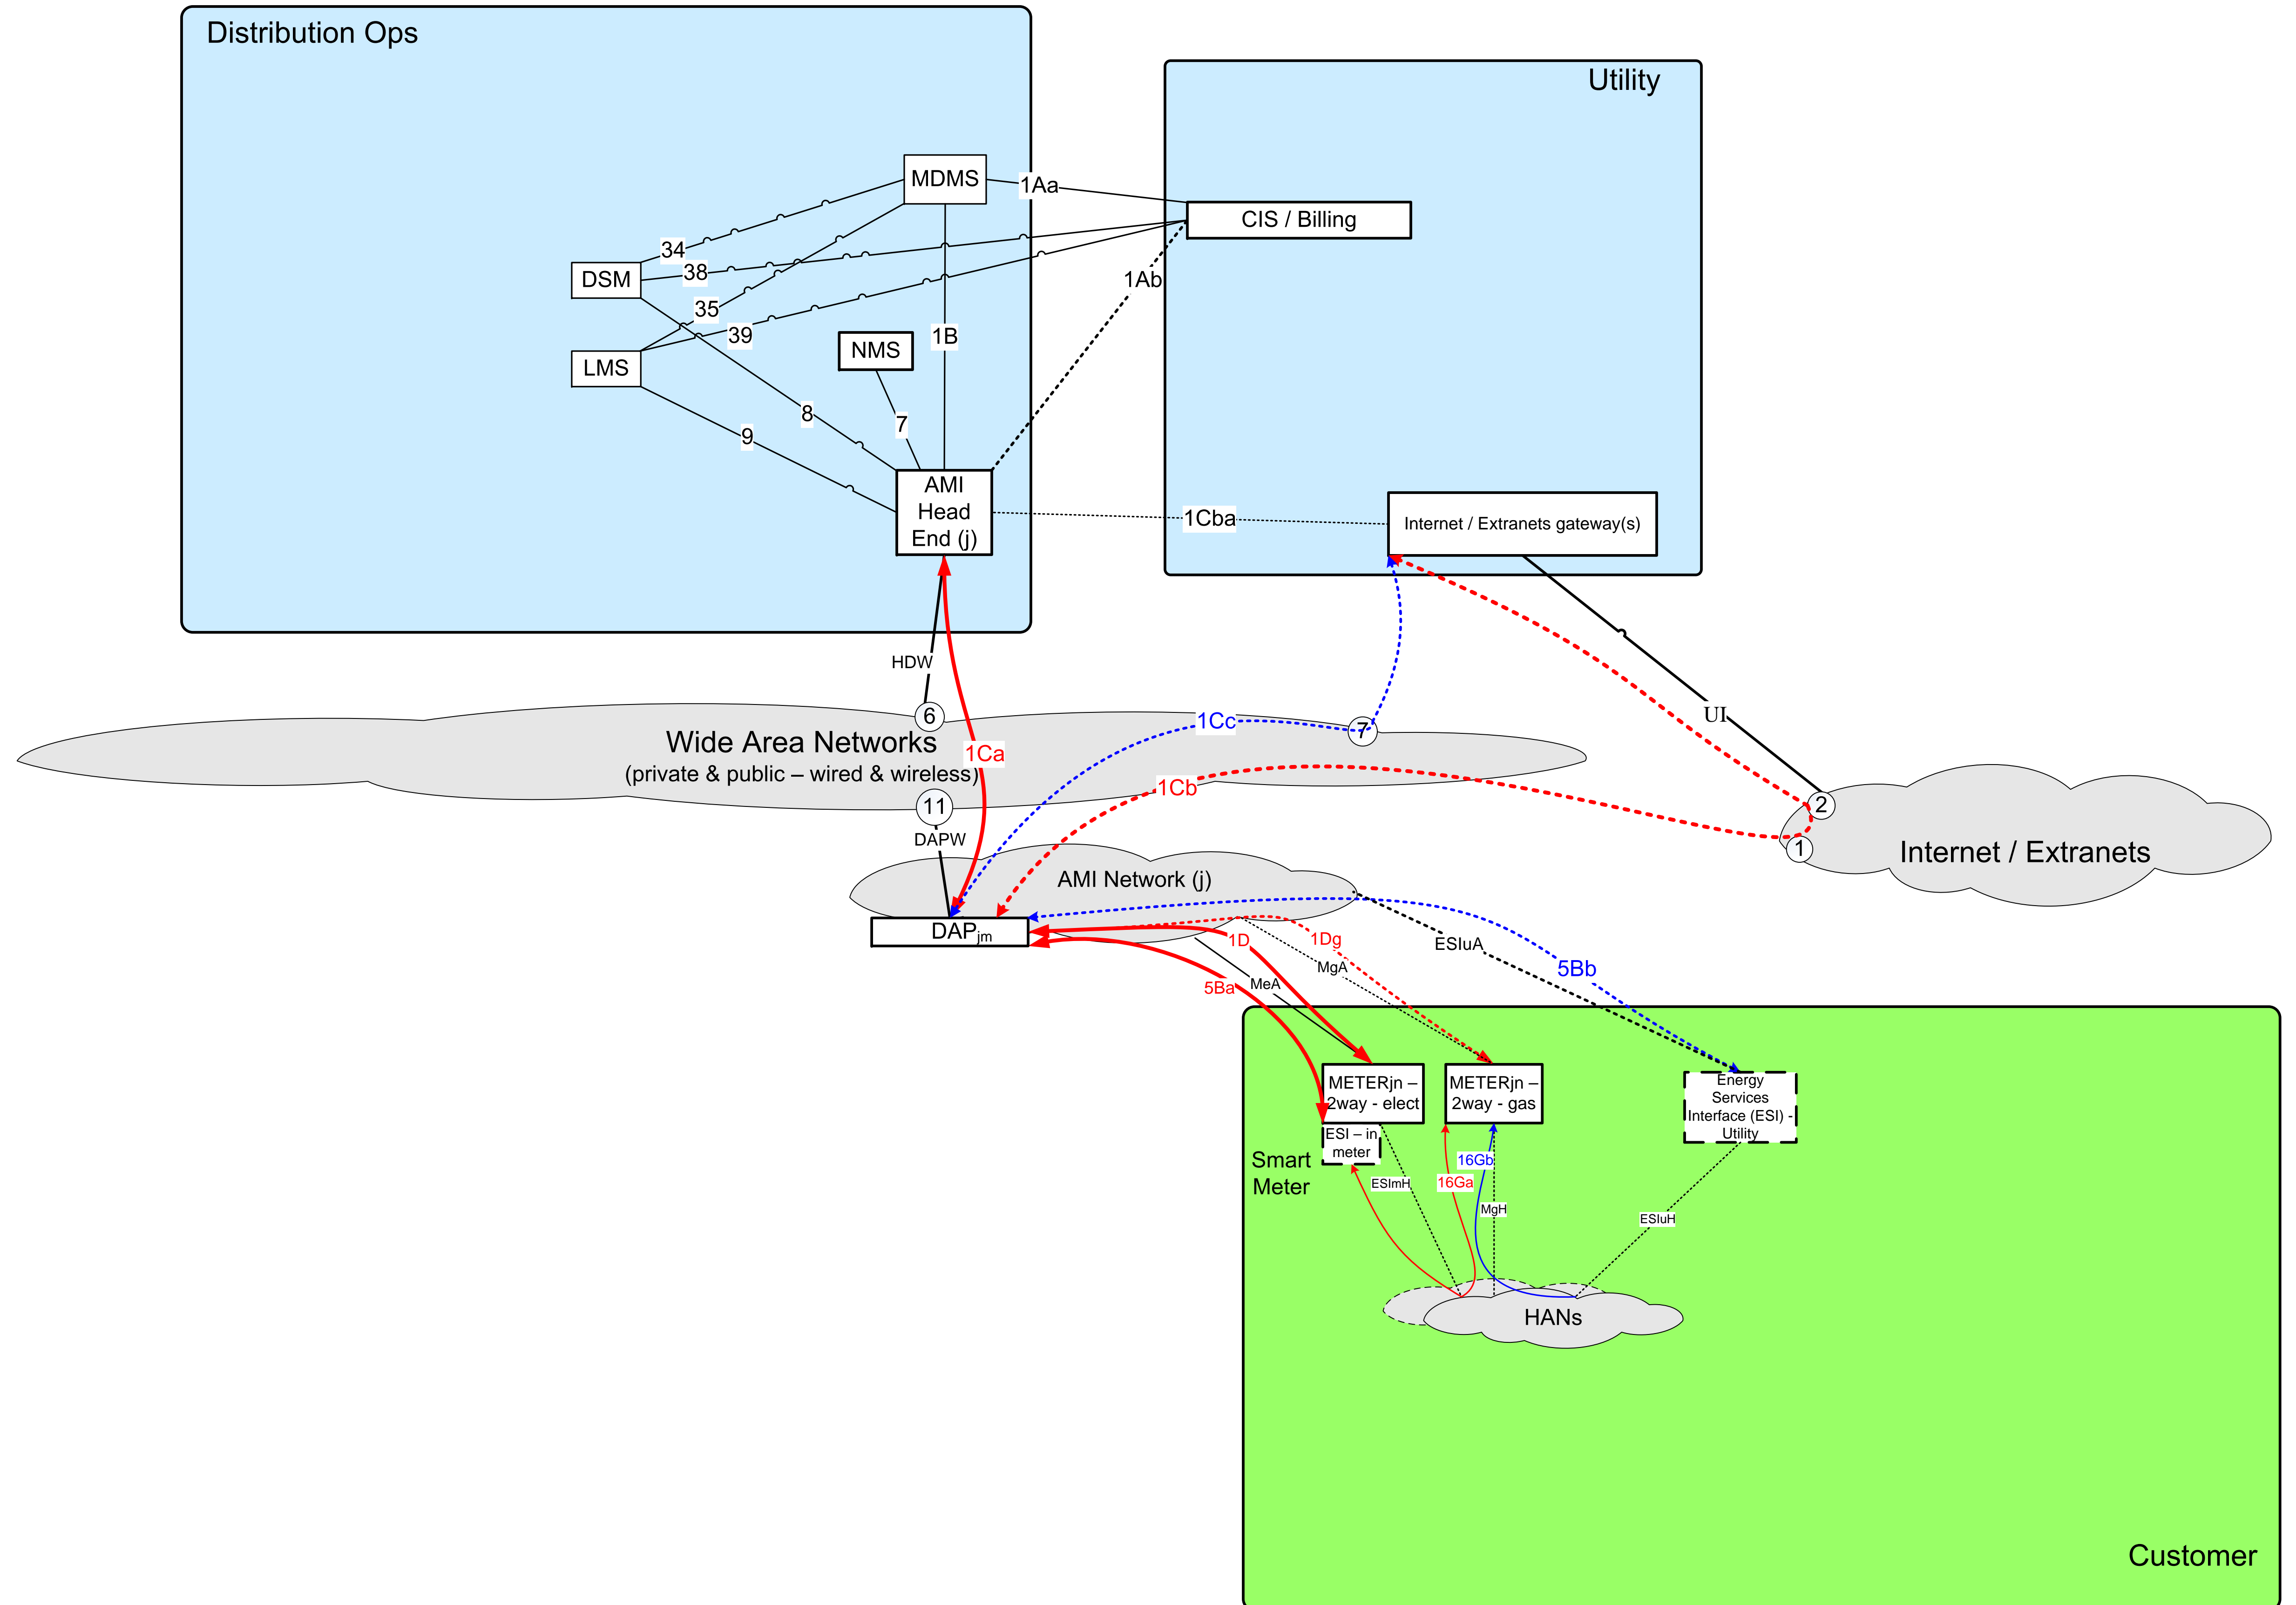 Distribution Ops
Utility
MDMS
1Aa
CIS / Billing
34
DSM
38
1Ab
35
39
1B
NMS
LMS
8
7
9
AMI
Head
End (j)
1Cba
Internet / Extranets gateway(s)
HDW
6
1Cc
7
UI
Wide Area Networks
1Ca
(private & public – wired & wireless)
1Cb
11
2
DAPW
1
Internet / Extranets
AMI Network (j)
DAPjm
1D
1Dg
ESIuA
MgA
5Bb
5Ba
MeA
METERjn –
2way - elect
METERjn –
2way - gas
Energy
Services
Interface (ESI) -
Utility
ESI – in
meter
Smart
Meter
16Gb
ESImH
16Ga
MgH
ESIuH
HANs
Customer